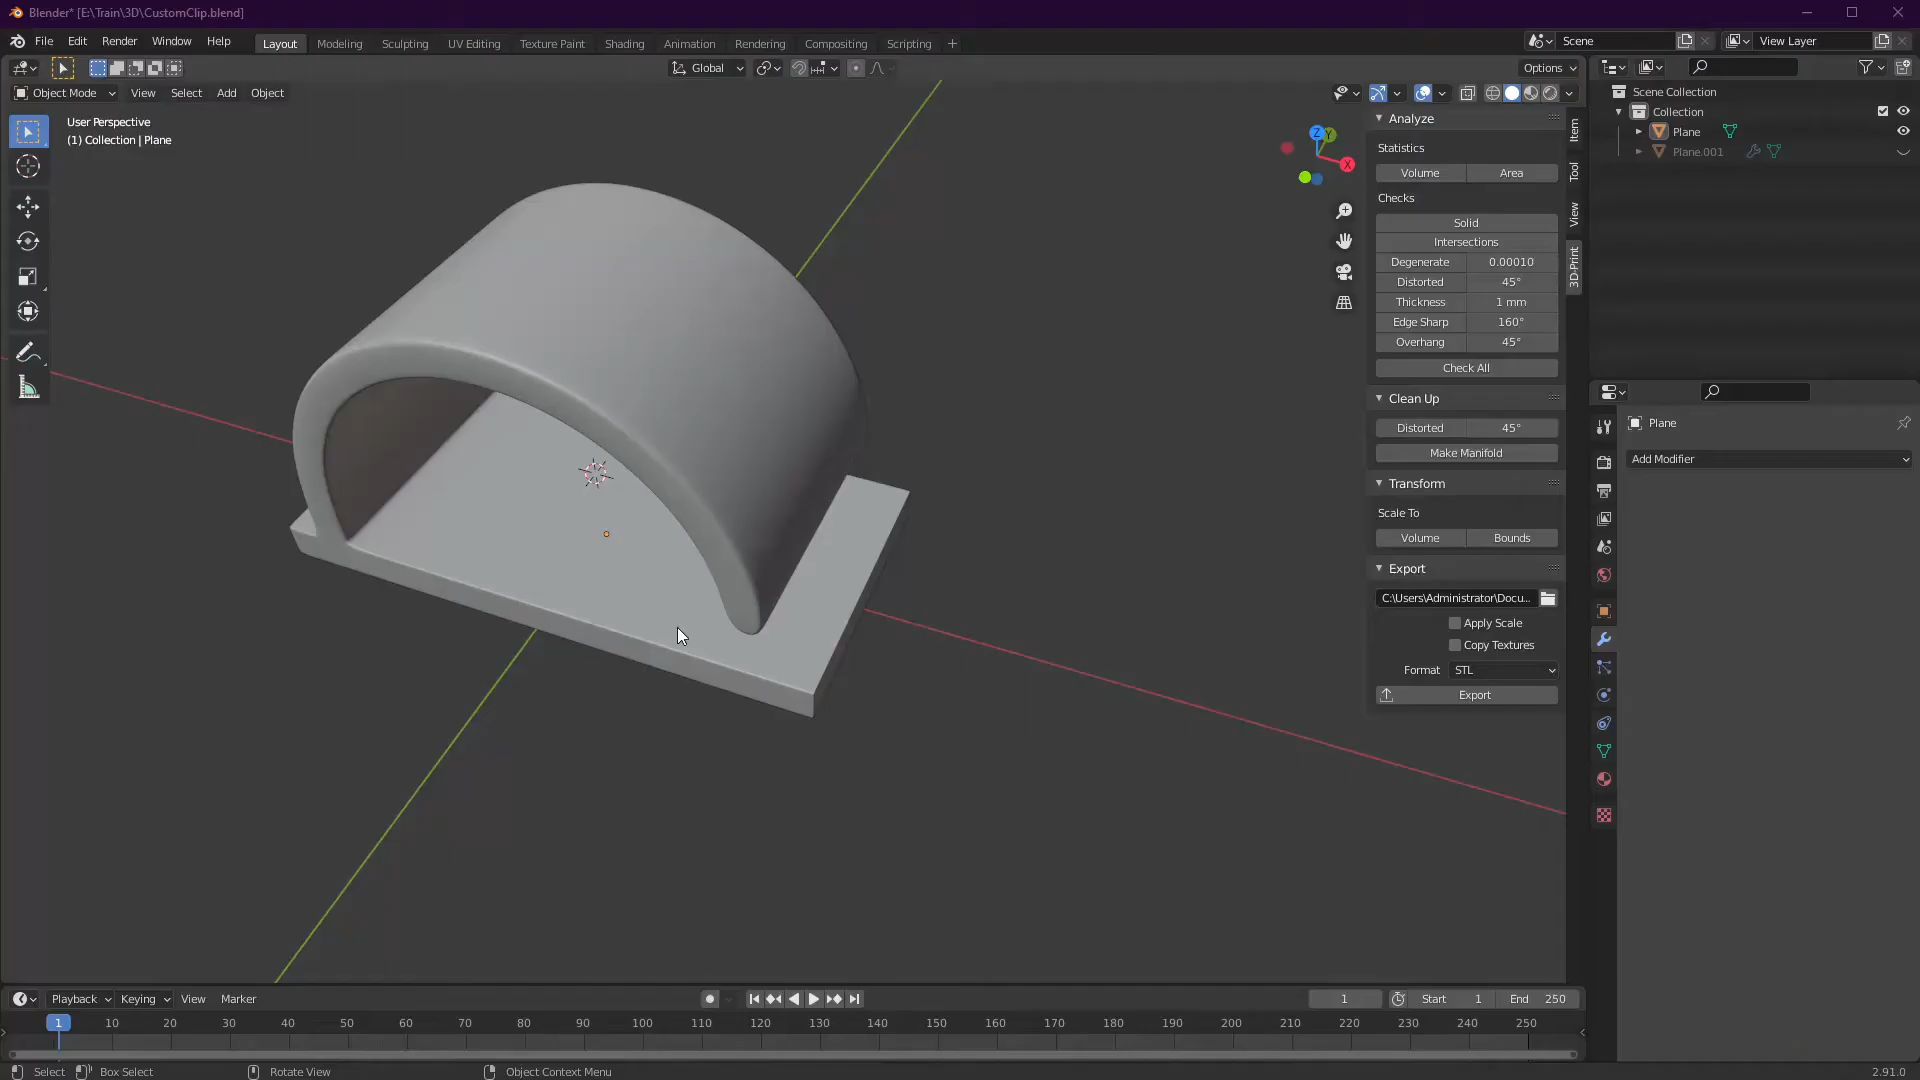 Blender* [E:\Train\3D\CustomClip.blend]
File Edit Render Window Help Layout Modeling Sculpting UV Editing Texture Paint Shading Animation Rendering Compositing Scripting + Scene View Layer
Global Options
Object Mode View Select Add Object
User Perspective
(1) Collection | Plane
Z Y X
Analyze
Statistics
Volume Area
Checks
Solid
Intersections
Degenerate 0.00010
Distorted 45°
Thickness 1 mm
Edge Sharp 160°
Overhang 45°
Check All
Clean Up
Distorted 45°
Make Manifold
Transform
Scale To
Volume Bounds
Export
C:\Users\Administrator\Docu...
Apply Scale
Copy Textures
Format STL
Export
Item
Tool
View
3D-Print
Scene Collection
Collection
Plane
Plane.001
Plane
Add Modifier
Playback Keying View Marker 1 Start 1 End 250
1 10 20 30 40 50 60 70 80 90 100 110 120 130 140 150 160 170 180 190 200 210 220 230 240 250
Select Box Select Rotate View Object Context Menu 2.91.0